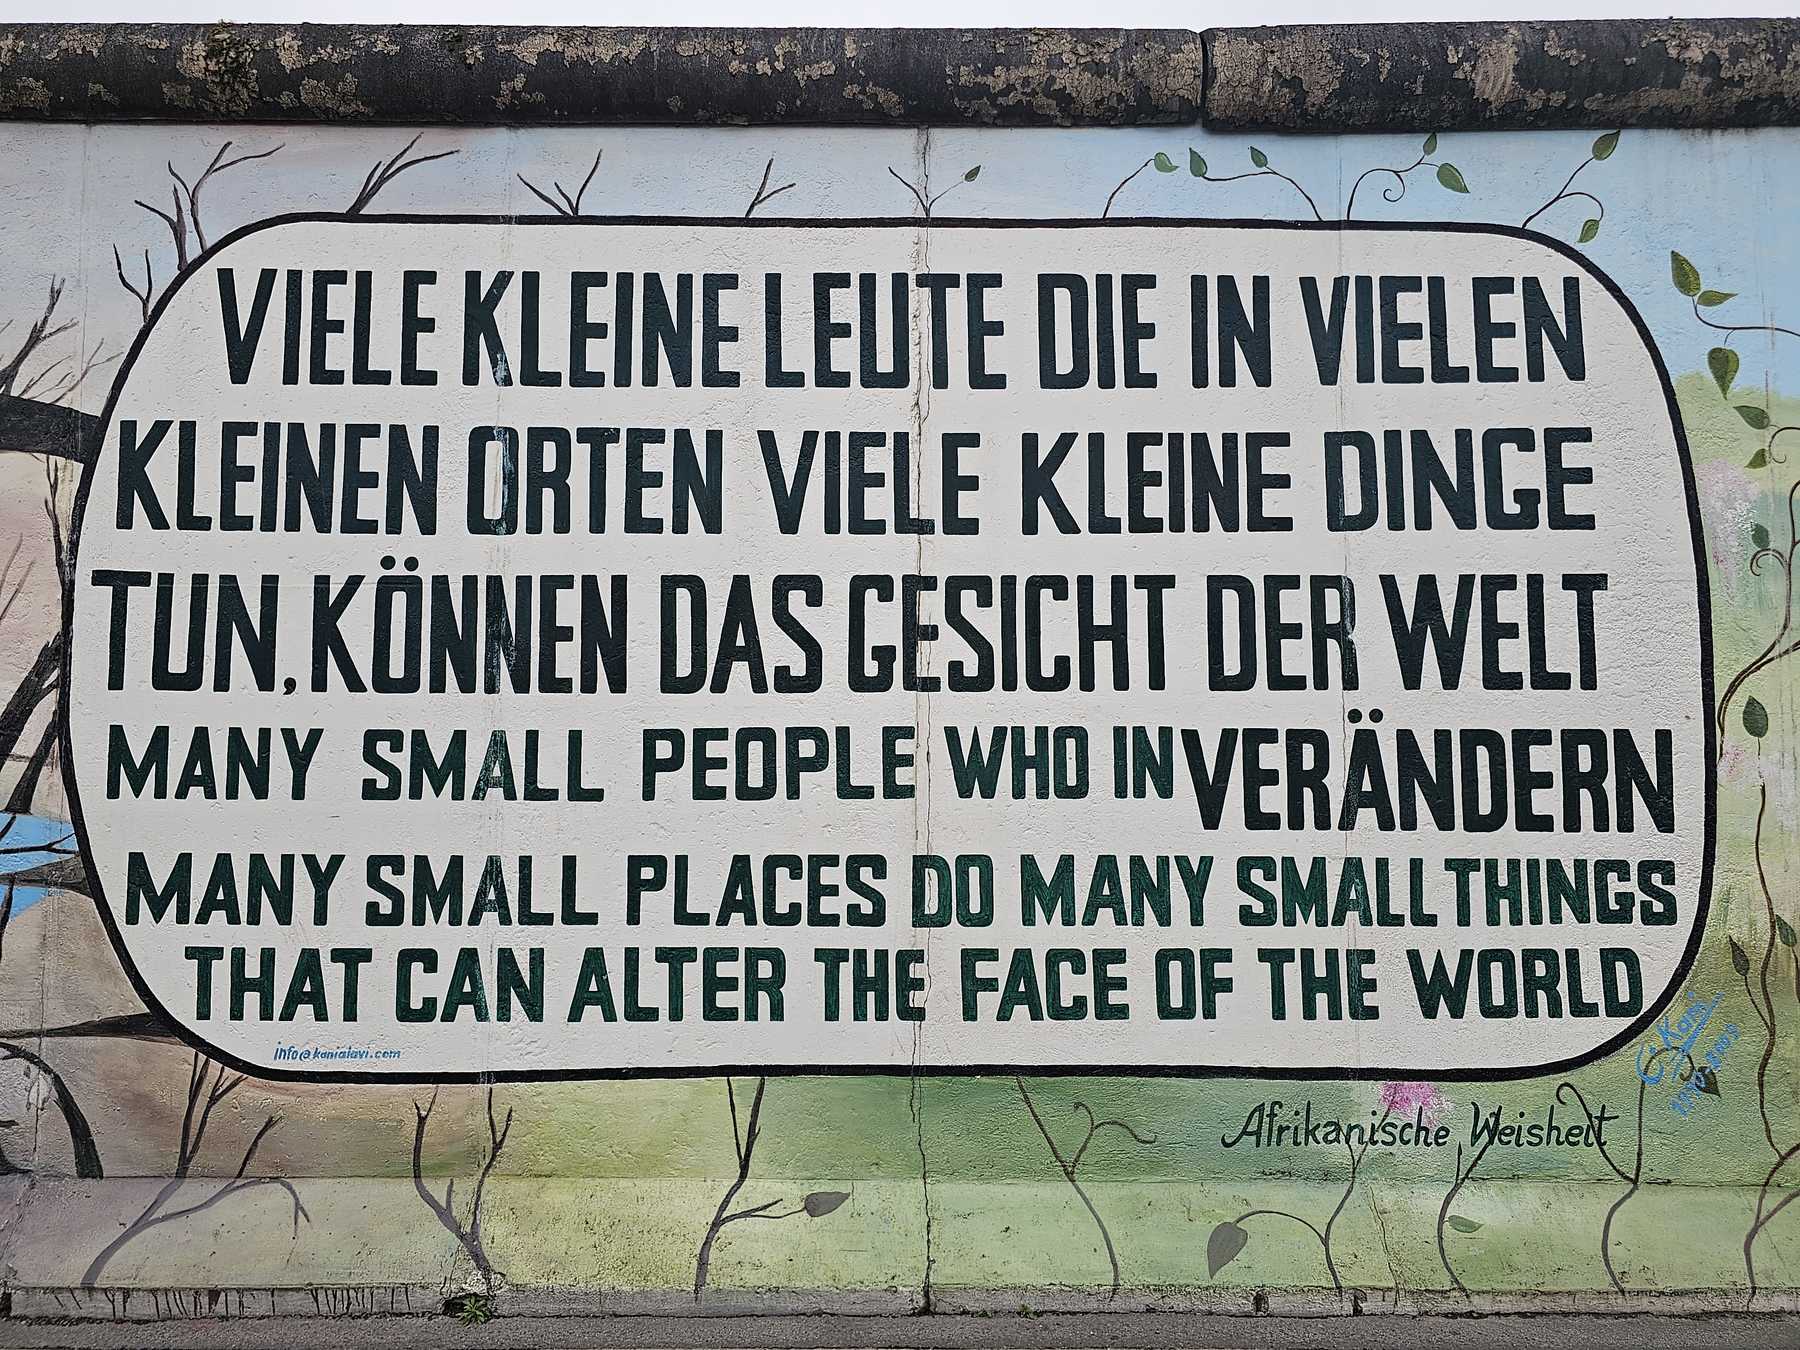 VIELE KLEINE LEUTE DIE IN VIELEN
KLEINEN ORTEN VIELE KLEINE DINGE
TUN, KÖNNEN DAS GESICHT DER WELT
VERÄNDERN
MANY SMALL PEOPLE WHO IN
MANY SMALL PLACES DO MANY SMALL THINGS
THAT CAN ALTER THE FACE OF THE WORLD
info@kanialavi.com
Kani
Afrikanische Weisheit